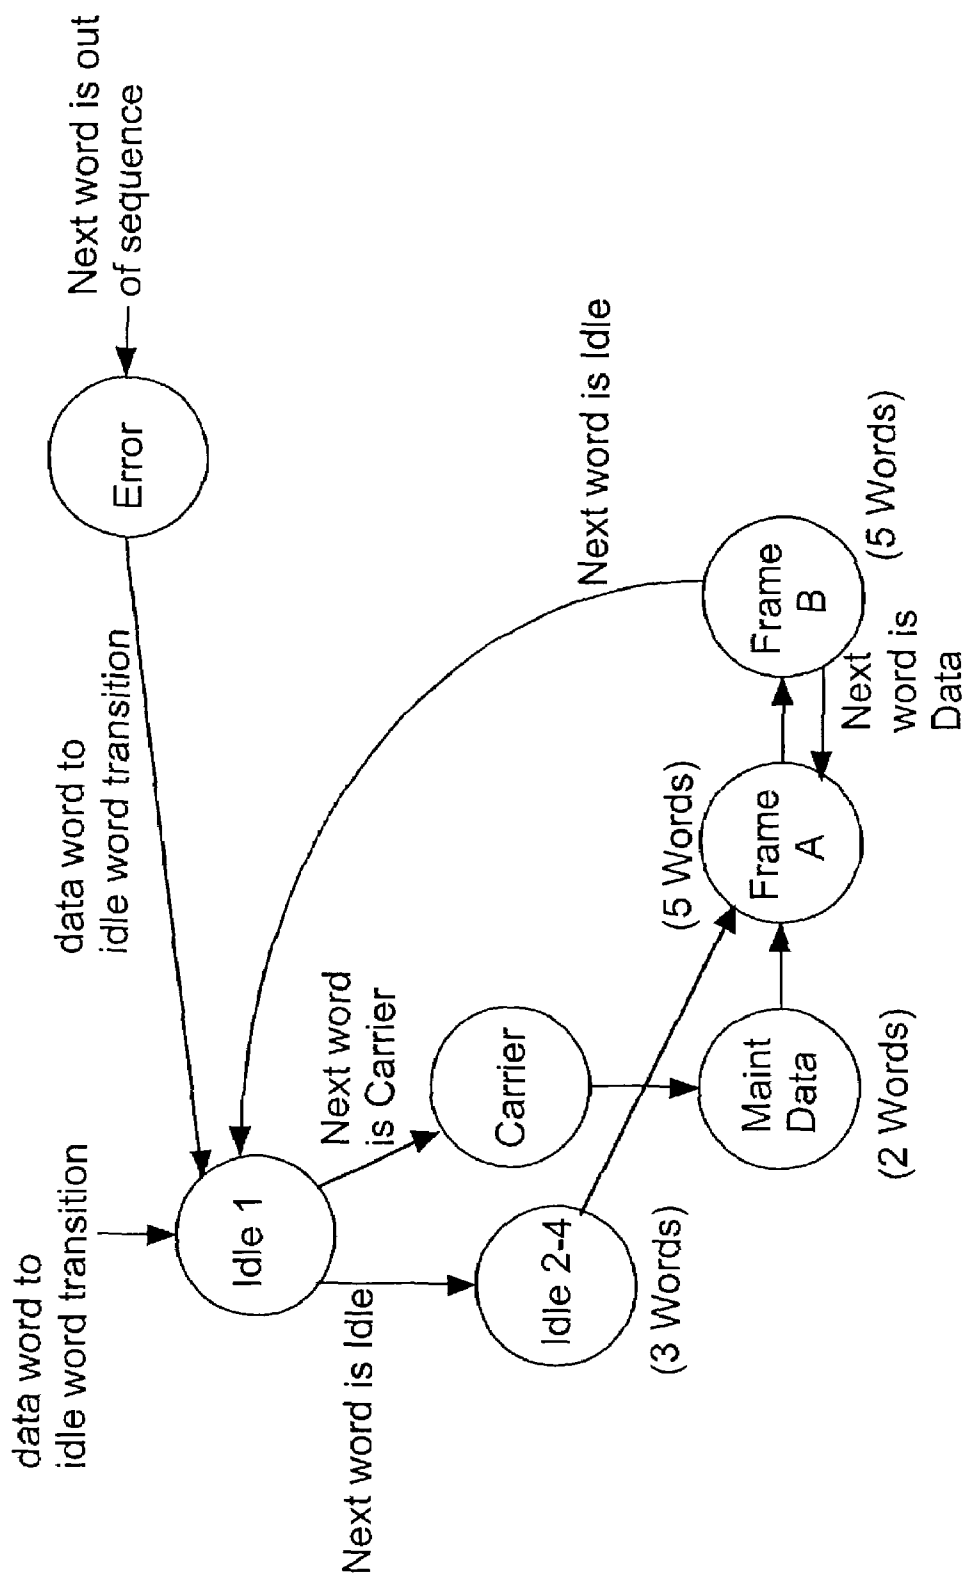 data word to
idle word transition
Idle 1
Next word is Idle
Idle 2-4
(3 Words)
Next word
is Carrier
Carrier
Maint
Data
(2 Words)
data word to
idle word transition
Error
Next word is out
of sequence
Next word is Idle
(5 Words)
Frame
A
Frame
B
(5 Words)
Next
word is
Data